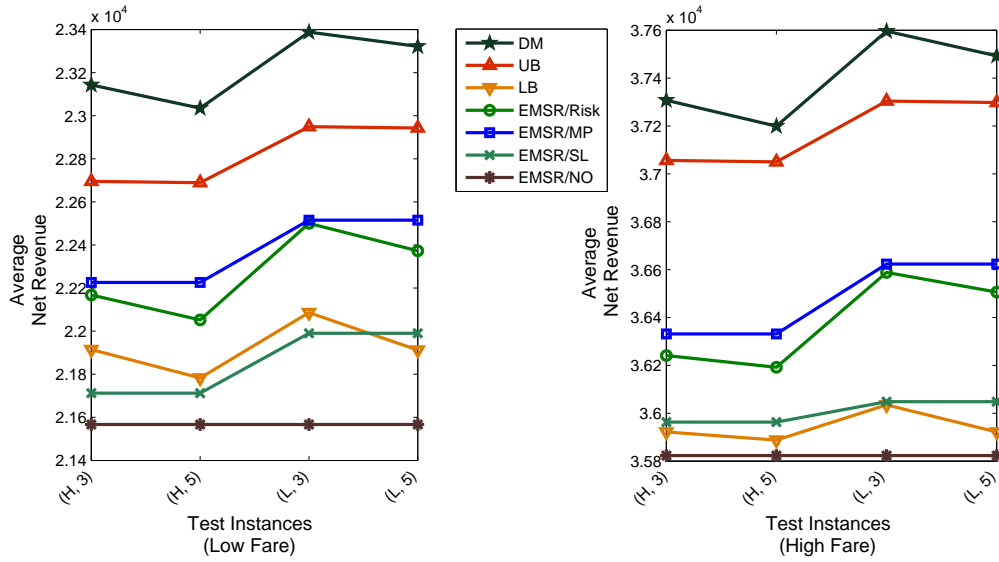 x 10^4
2.34
2.32
2.3
2.28
2.26
2.24
2.22
2.2
2.18
2.16
2.14
Average
Net Revenue
(H, 3)
(H, 5)
(L, 3)
(L, 5)
Test Instances
(Low Fare)
DM
UB
LB
EMSR/Risk
EMSR/MP
EMSR/SL
EMSR/NO
x 10^4
3.76
3.74
3.72
3.7
3.68
3.66
3.64
3.62
3.6
3.58
Average
Net Revenue
(H, 3)
(H, 5)
(L, 3)
(L, 5)
Test Instances
(High Fare)